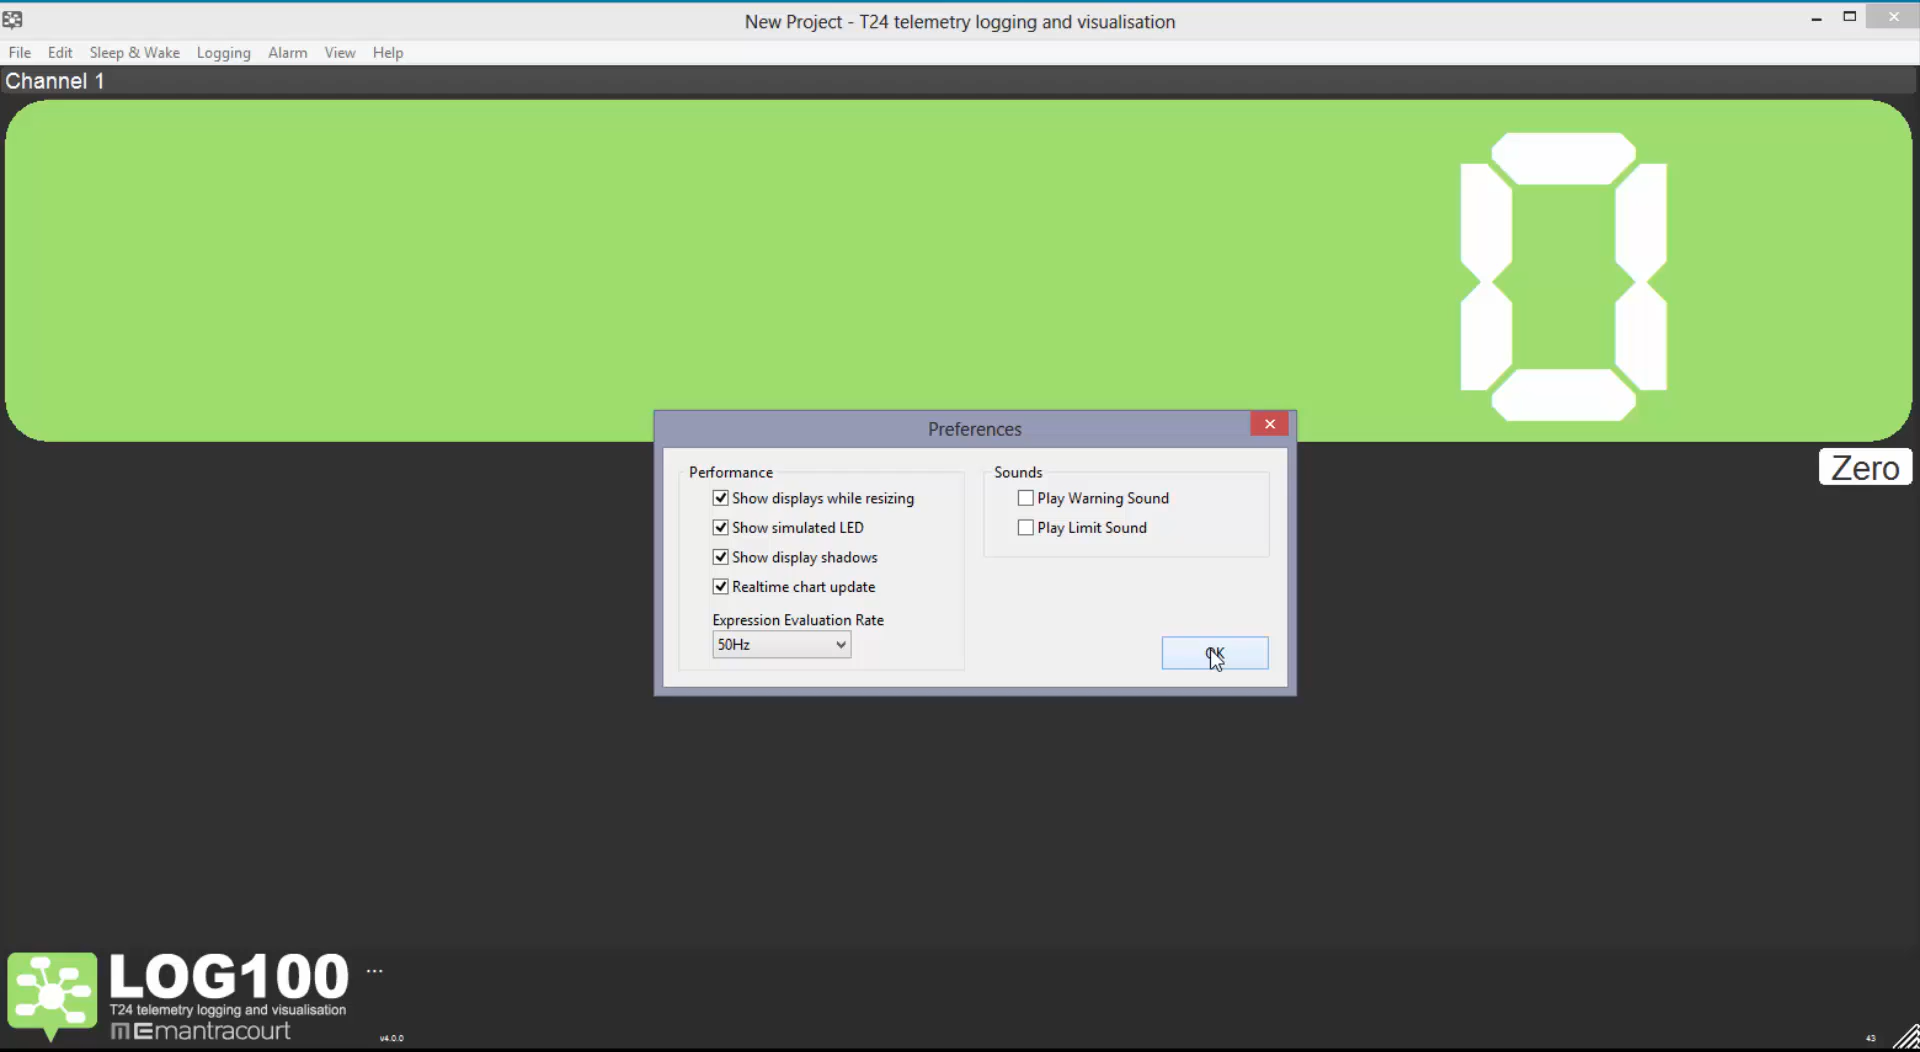 New Project - T24 telemetry logging and visualisation
File Edit Sleep & Wake Logging Alarm View Help
Channel 1
0
Preferences
Performance
Show displays while resizing
Show simulated LED
Show display shadows
Realtime chart update
Expression Evaluation Rate
50Hz
Sounds
Play Warning Sound
Play Limit Sound
OK
Zero
LOG100 ...
T24 telemetry logging and visualisation
mantracourt
v4.0.0
43